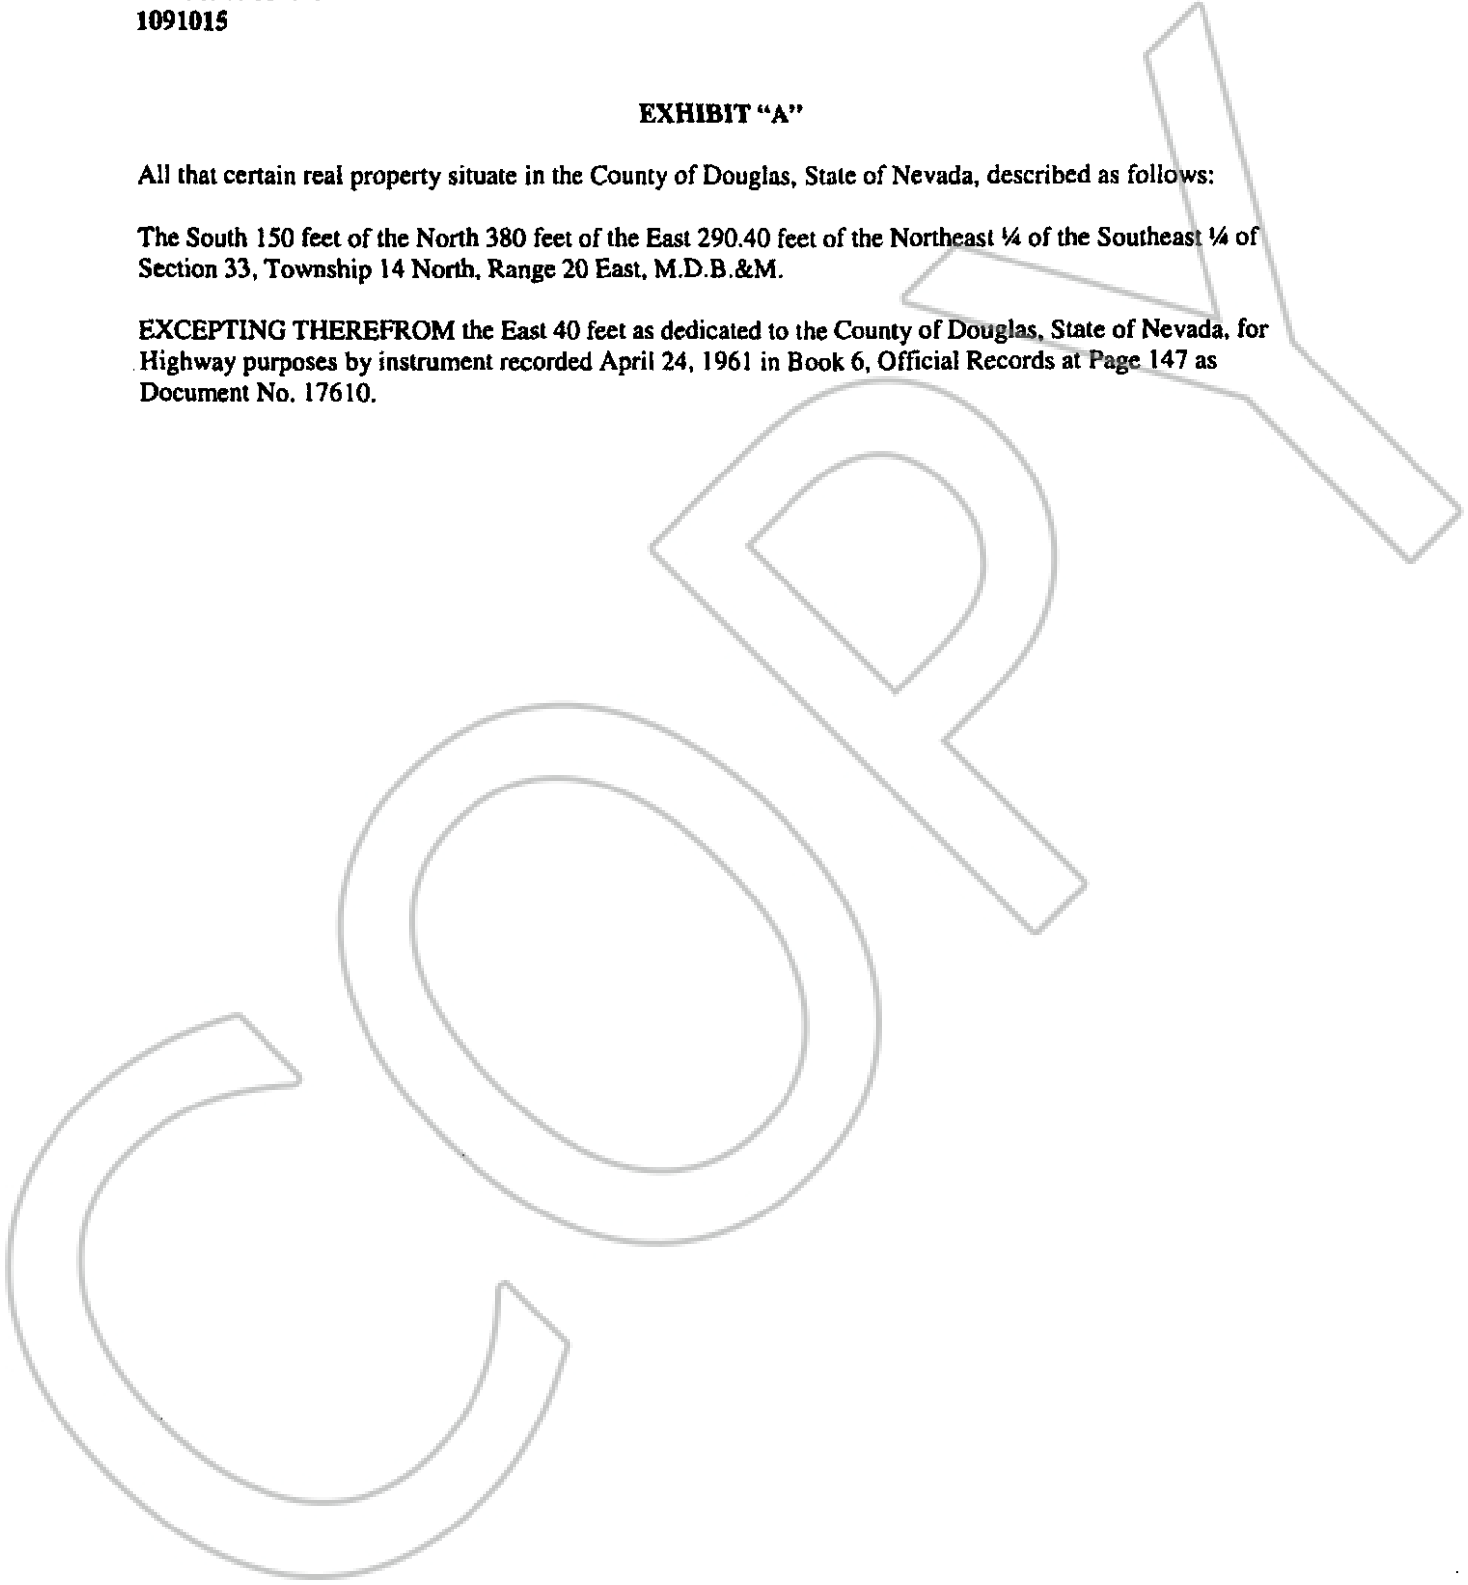 1091015
EXHIBIT “A”
All that certain real property situate in the County of Douglas, State of Nevada, described as follows:
The South 150 feet of the North 380 feet of the East 290.40 feet of the Northeast ¼ of the Southeast ¼ of
Section 33, Township 14 North, Range 20 East, M.D.B.&M.
EXCEPTING THEREFROM the East 40 feet as dedicated to the County of Douglas, State of Nevada, for
Highway purposes by instrument recorded April 24, 1961 in Book 6, Official Records at Page 147 as
Document No. 17610.
COPY